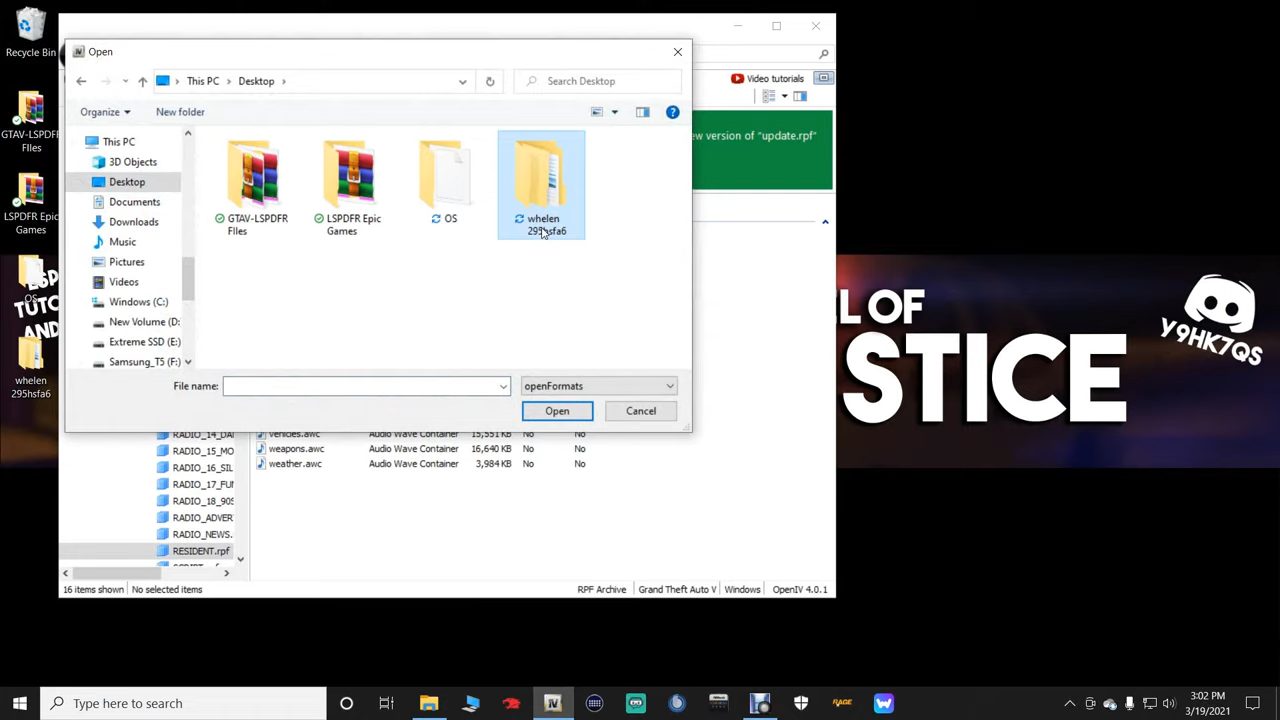 Recycle Bin
GTAV-LSPDFR
FIles
LSPDFR Epic
Games
OS
whelen
295hsfa6
Open
This PC
Desktop
Search Desktop
Organize
New folder
This PC
3D Objects
Desktop
Documents
Downloads
Music
Pictures
Videos
Windows (C:)
New Volume (D:
Extreme SSD (E:)
Samsung_T5 (F:)
GTAV-LSPDFR
FIles
LSPDFR Epic
Games
OS
whelen
295hsfa6
File name:
openFormats
Open
Cancel
Video tutorials
ew version of "update.rpf"
RADIO_14_DA
RADIO_15_MO
RADIO_16_SIL
RADIO_17_FUN
RADIO_18_90S
RADIO_ADVER
RADIO_NEWS.
RESIDENT.rpf
vehicles.awc Audio Wave Container 15,551 KB No No
weapons.awc Audio Wave Container 16,640 KB No No
weather.awc Audio Wave Container 3,984 KB No No
16 items shown No selected items
RPF Archive Grand Theft Auto V Windows OpenIV 4.0.1
TUT
AND
L OF
STICE
Y9HK7QS
Type here to search
RAGE
3:02 PM
3/19/2021